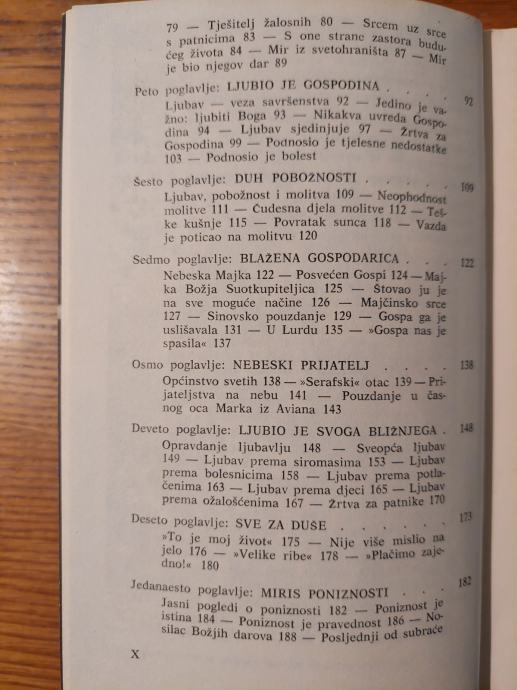 79 — Tješitelj žalosnih 80 — Srcem uz srce
s patnicima 83 — S one strane zastora budu-
ćeg života 84 — Mir iz svetohraništa 87 — Mir
je bio njegov dar 89
Peto poglavlje: LJUBIO JE GOSPODINA . . . . 92
Ljubav — veza savršenstva 92 — Jedino je va-
žno: ljubiti Boga 93 — Nikakva uvreda Gospo-
dina 94 — Ljubav sjedinjuje 97 — Žrtva za
Gospodina 99 — Podnosio je tjelesne nedostatke
103 — Podnosio je bolest
Šesto poglavlje: DUH POBOŽNOSTI . . . . . 109
Ljubav, pobožnost i molitva 109 — Neophodnost
molitve 111 — Čudesna djela molitve 112 — Teš-
ke kušnje 115 — Povratak sunca 118 — Vazda
je poticao na molitvu 120
Sedmo poglavlje: BLAŽENA GOSPODARICA . . . 122
Nebeska Majka 122 — Posvećen Gospi 124 — Maj-
ka Božja Suotkupiteljica 125 — Štovao ju je
na sve moguće načine 126 — Majčinsko srce
127 — Sinovsko pouzdanje 129 — Gospa ga je
uslišavala 131 — U Lurdu 135 — »Gospa nas je
spasila« 137
Osmo poglavlje: NEBESKI PRIJATELJ . . . . 138
Općinstvo svetih 138 — »Serafski« otac 139 — Pri-
jateljstva na nebu 141 — Pouzdanje u čas-
nog oca Marka iz Aviana 143
Deveto poglavlje: LJUBIO JE SVOGA BLIŽNJEGA . 148
Opravdanje ljubavlju 148 — Sveopća ljubav
149 — Ljubav prema siromasima 153 — Ljubav
prema bolesnicima 158 — Ljubav prema potla-
čenima 163 — Ljubav prema djeci 165 — Ljubav
prema ožalošćenima 167 — Žrtva za patnike 170
Deseto poglavlje: SVE ZA DUŠE . . . . . . 173
»To je moj život« 175 — Nije više mislio na
jelo 176 — »Velike ribe« 178 — »Plaćimo zaje-
dno!« 180
Jedanaesto poglavlje: MIRIS PONIZNOSTI . . . 182
Jasni pogledi o poniznosti 182 — Poniznost je
istina 184 — Poniznost je pravednost 186 — No-
silac Božjih darova 188 — Posljednji od subraće
X